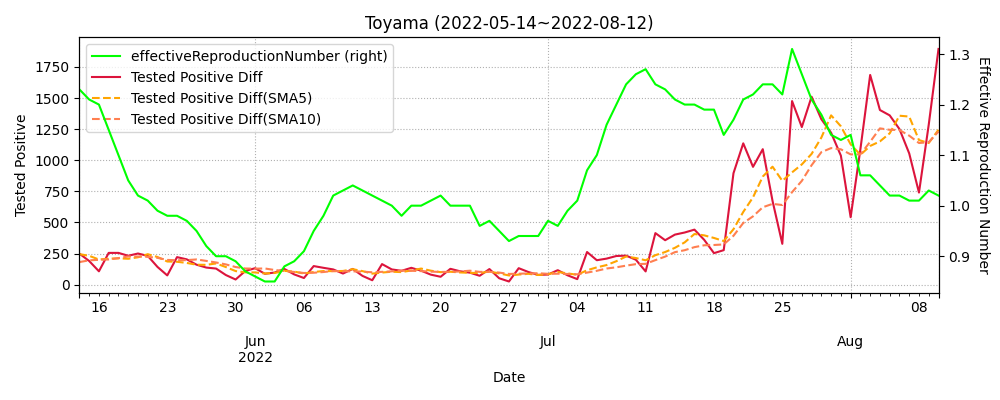 Toyama (2022-05-14~2022-08-12)
effectiveReproductionNumber (right)
Tested Positive Diff
Tested Positive Diff(SMA5)
Tested Positive Diff(SMA10)
Tested Positive
1750
1500
1250
1000
750
500
250
0
1.3
1.2
1.1
1.0
0.9
Effective Reproduction Number
16 23 30 06 13 20 27 04 11 18 25 08
Jun Jul Aug
2022
Date